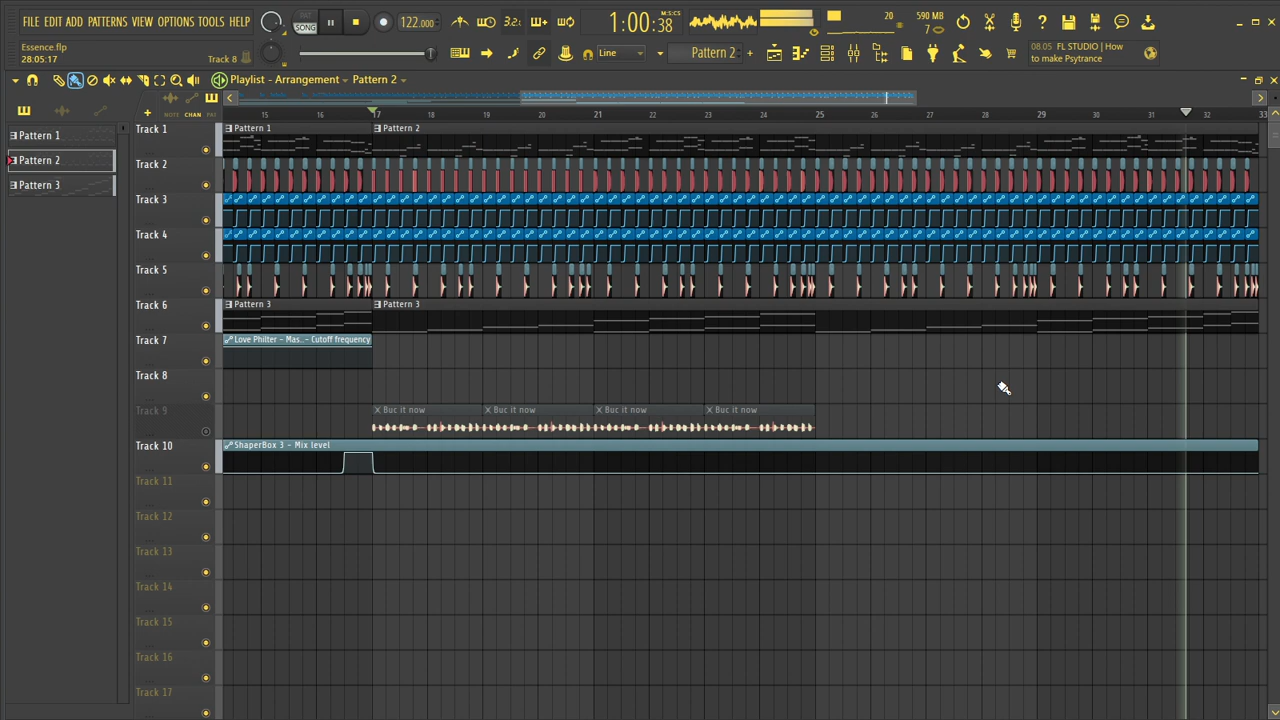 FILE EDIT ADD PATTERNS VIEW OPTIONS TOOLS HELP
SONG
122.000
3.2.
1:00:38
M:S:CS
20
590 MB
7
Essence.flp
28:05:17
Track 8
Line
Pattern 2
08.05 FL STUDIO | How
to make Psytrance
Playlist - Arrangement
Pattern 2
NOTE CHAN PAT
15 16 17 18 19 20 21 22 23 24 25 26 27 28 29 30 31 32 33
Pattern 1
Pattern 2
Pattern 3
Track 1
Pattern 1
Pattern 2
Track 2
Track 3
Track 4
Track 5
Track 6
Pattern 3
Pattern 3
Track 7
Love Philter - Mas..- Cutoff frequency
Track 8
Track 9
Buc it now
Buc it now
Buc it now
Buc it now
Track 10
ShaperBox 3 - Mix level
Track 11
Track 12
Track 13
Track 14
Track 15
Track 16
Track 17